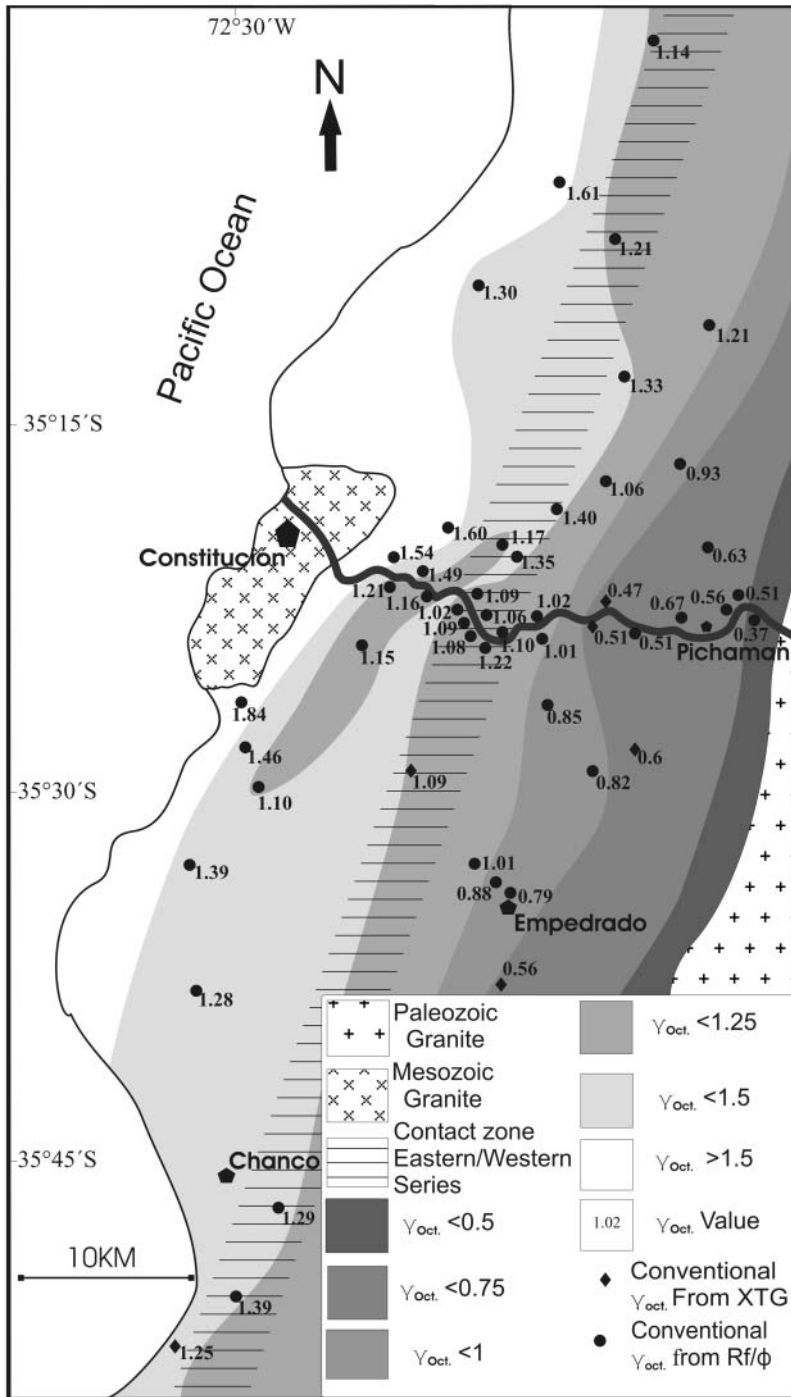 72°30´W
1.14
N
1.61
Pacific Ocean
1.21
1.30
1.21
1.33
35°15´S
0.93
1.06
1.40
1.60
1.17
Constitución
1.54
1.35
0.63
1.49
1.21
1.16
1.09
0.47
0.51
0.56
1.02
1.06
1.02
0.67
1.09
0.51
0.37
1.08
1.10
1.01
0.51
Pichaman
1.15
1.22
1.84
0.85
1.46
0.6
1.09
0.82
35°30´S
1.10
1.39
1.01
0.88
0.79
Empedrado
0.56
1.28
Paleozoic
Granite
Mesozoic
Granite
Contact zone
Eastern/Western
Series
γOct. <0.5
γOct. <0.75
γOct. <1
γOct. <1.25
γOct. <1.5
γOct. >1.5
1.02 γOct. Value
Conventional
γOct. From XTG
Conventional
γOct. from Rf/ϕ
35°45´S
Chanco
1.29
10KM
1.39
1.25